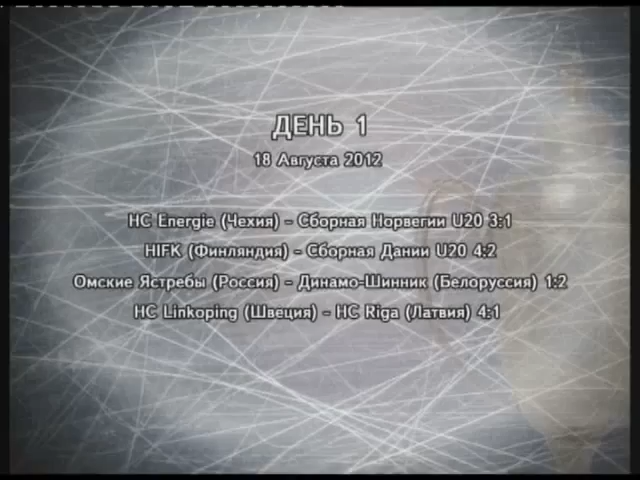 ДЕНЬ 1
18 Августа 2012
HC Energie (Чехия) - Сборная Норвегии U20 3:1
HIFK (Финляндия) - Сборная Дании U20 4:2
Омские Ястребы (Россия) - Динамо-Шинник (Белоруссия) 1:2
HC Linkoping (Швеция) - HC Riga (Латвия) 4:1